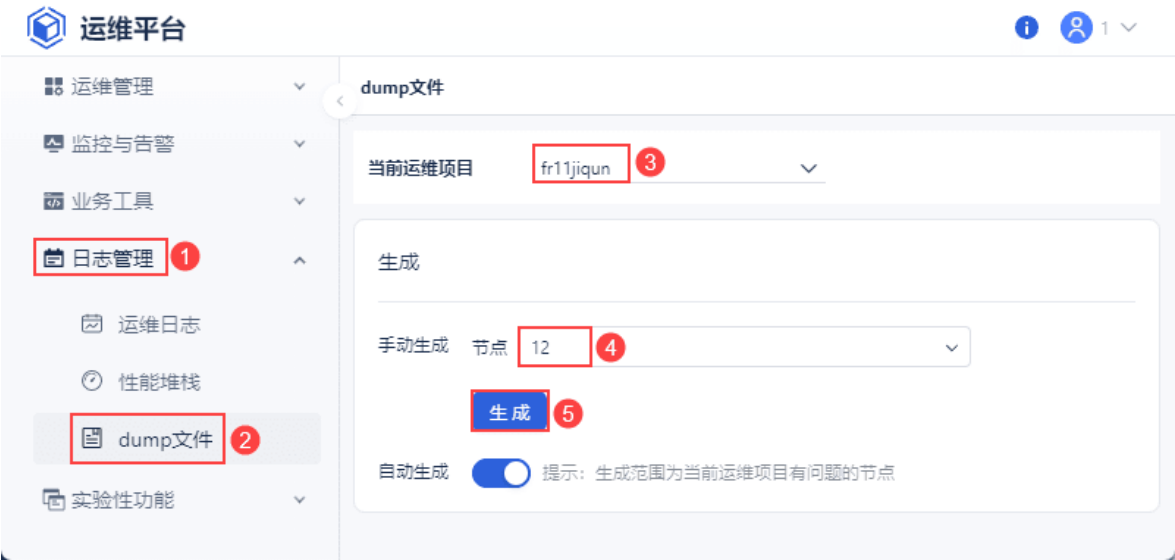 运维平台
1
运维管理
监控与告警
业务工具
日志管理 1
运维日志
性能堆栈
dump文件 2
实验性功能
dump文件
当前运维项目 fr11jiqun 3
生成
手动生成 节点 12 4
生成 5
自动生成 提示：生成范围为当前运维项目有问题的节点